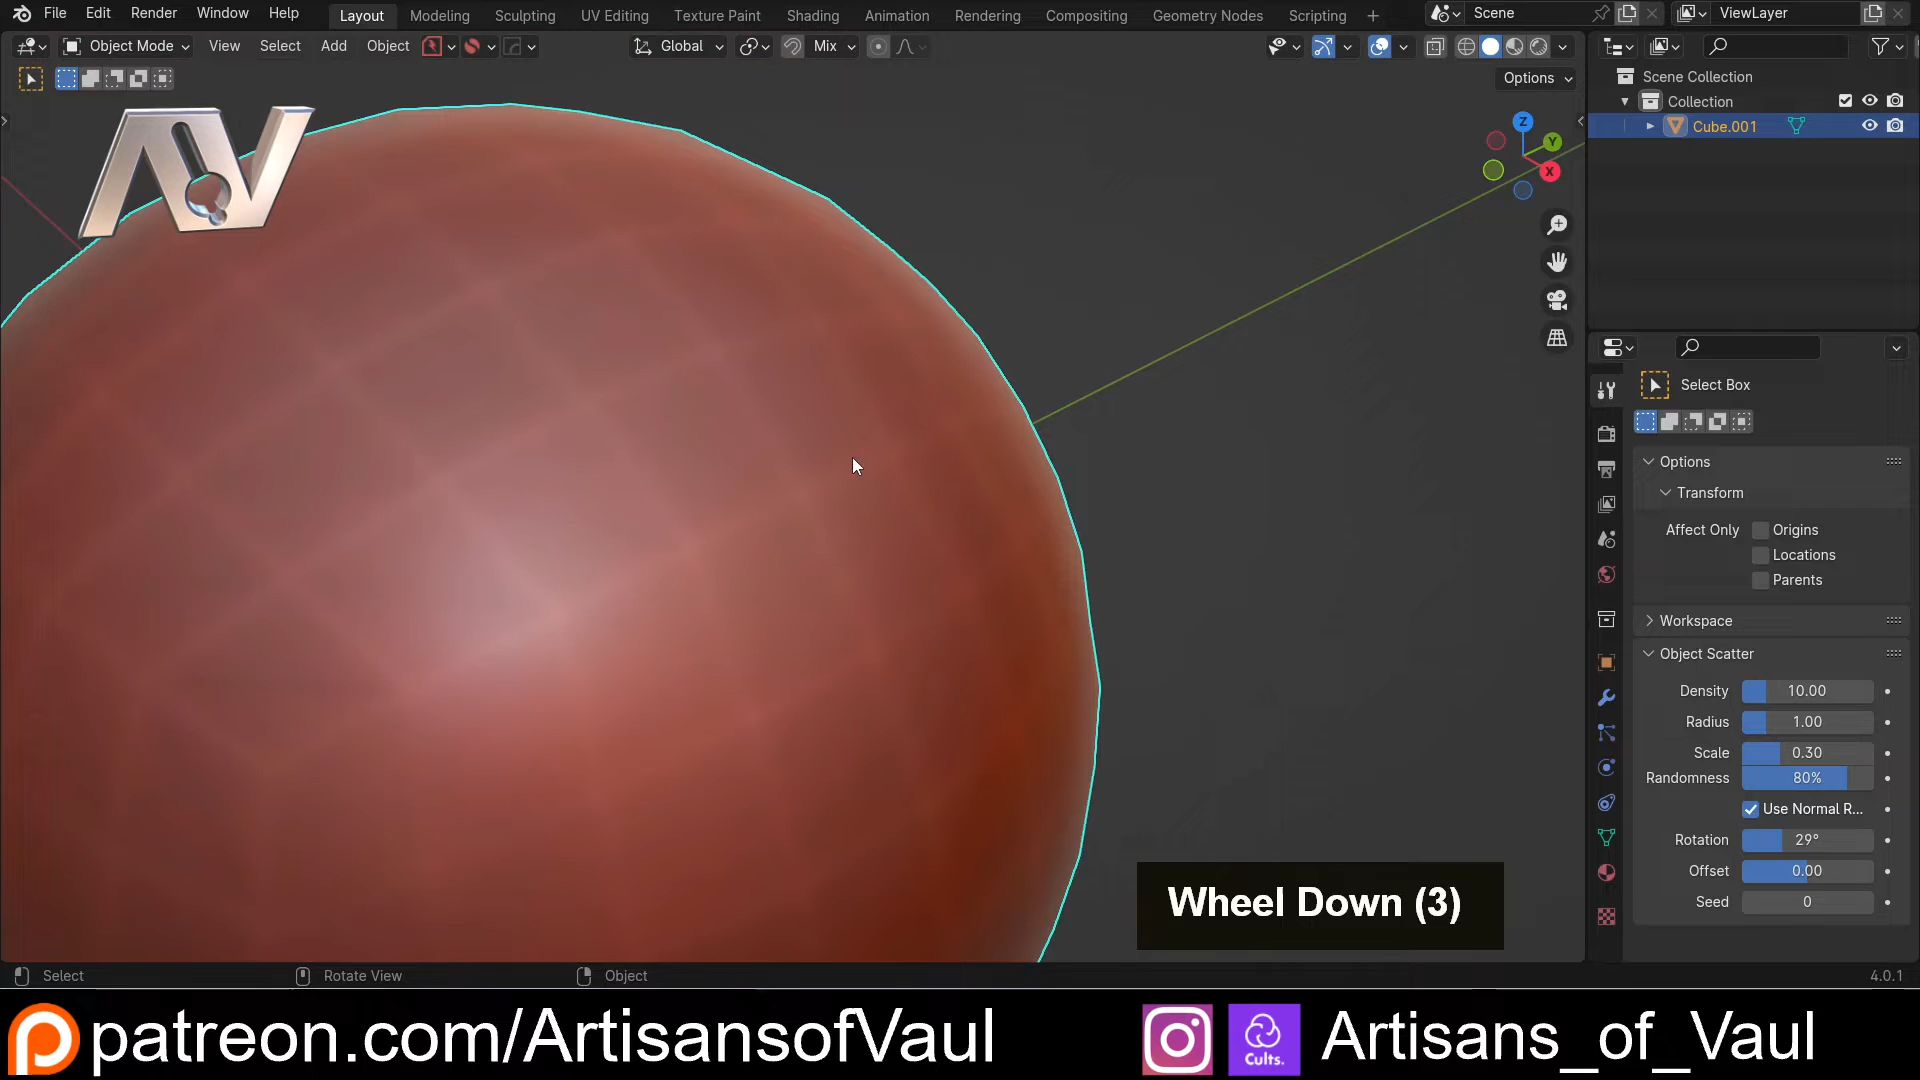 File Edit Render Window Help Layout Modeling Sculpting UV Editing Texture Paint Shading Animation Rendering Compositing Geometry Nodes Scripting + Scene ViewLayer
Object Mode View Select Add Object Global Mix
Options
Scene Collection
Collection
Cube.001
Z
Y
X
AV
Select Box
Options
Transform
Affect Only Origins
Locations
Parents
Workspace
Object Scatter
Density 10.00
Radius 1.00
Scale 0.30
Randomness 80%
Use Normal R...
Rotation 29°
Offset 0.00
Seed 0
Wheel Down (3)
Select Rotate View Object 4.0.1
patreon.com/ArtisansofVaul Cults. Artisans_of_Vaul